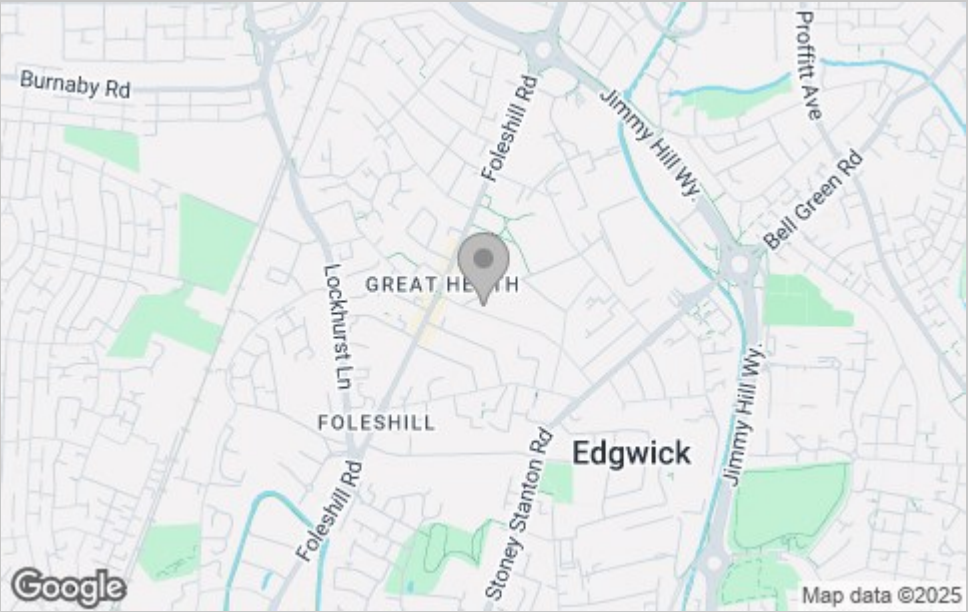 Proffitt Ave
Burnaby Rd
Foleshill Rd
Jimmy Hill Wy.
Bell Green Rd
GREAT HEATH
Lockhurst Ln
Jimmy Hill Wy.
FOLESHILL
Edgwick
Stoney Stanton Rd
Foleshill Rd
Google
Map data ©2025